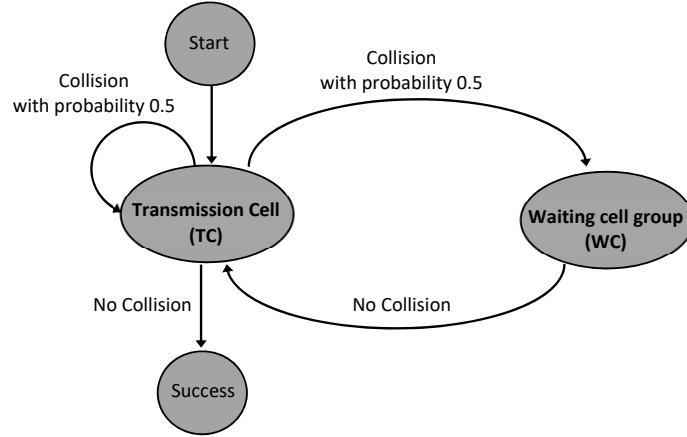 Start
Collision
with probability 0.5
Collision
with probability 0.5
Transmission Cell
(TC)
Waiting cell group
(WC)
No Collision
No Collision
Success